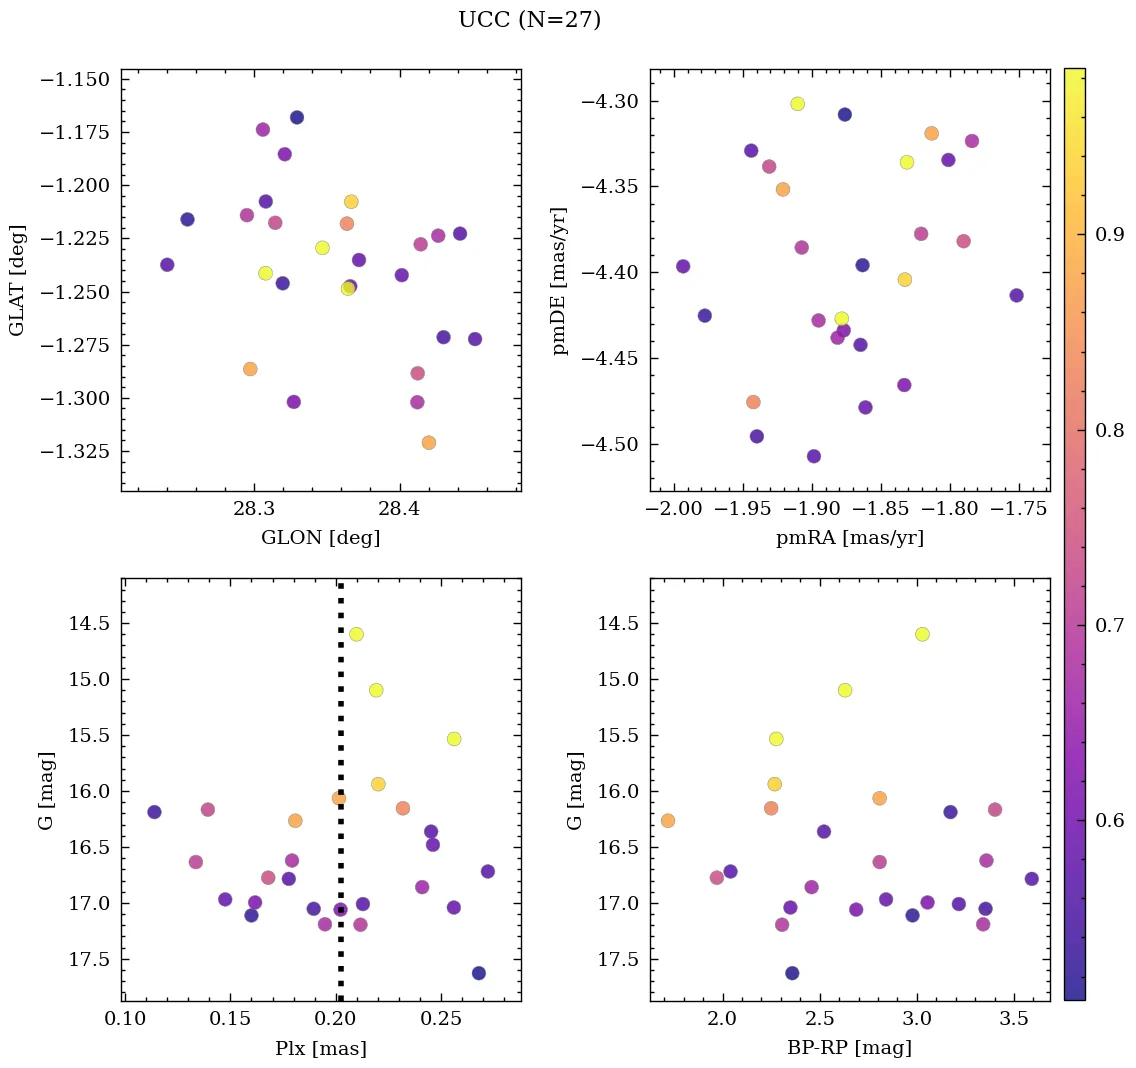 UCC (N=27)
−1.150
−1.175
−1.200
−1.225
−1.250
−1.275
−1.300
−1.325
GLAT [deg]
28.3 28.4
GLON [deg]
−4.30
−4.35
−4.40
−4.45
−4.50
pmDE [mas/yr]
−2.00 −1.95 −1.90 −1.85 −1.80 −1.75
pmRA [mas/yr]
14.5
15.0
15.5
16.0
16.5
17.0
17.5
G [mag]
0.10 0.15 0.20 0.25
Plx [mas]
14.5
15.0
15.5
16.0
16.5
17.0
17.5
G [mag]
2.0 2.5 3.0 3.5
BP-RP [mag]
0.9
0.8
0.7
0.6